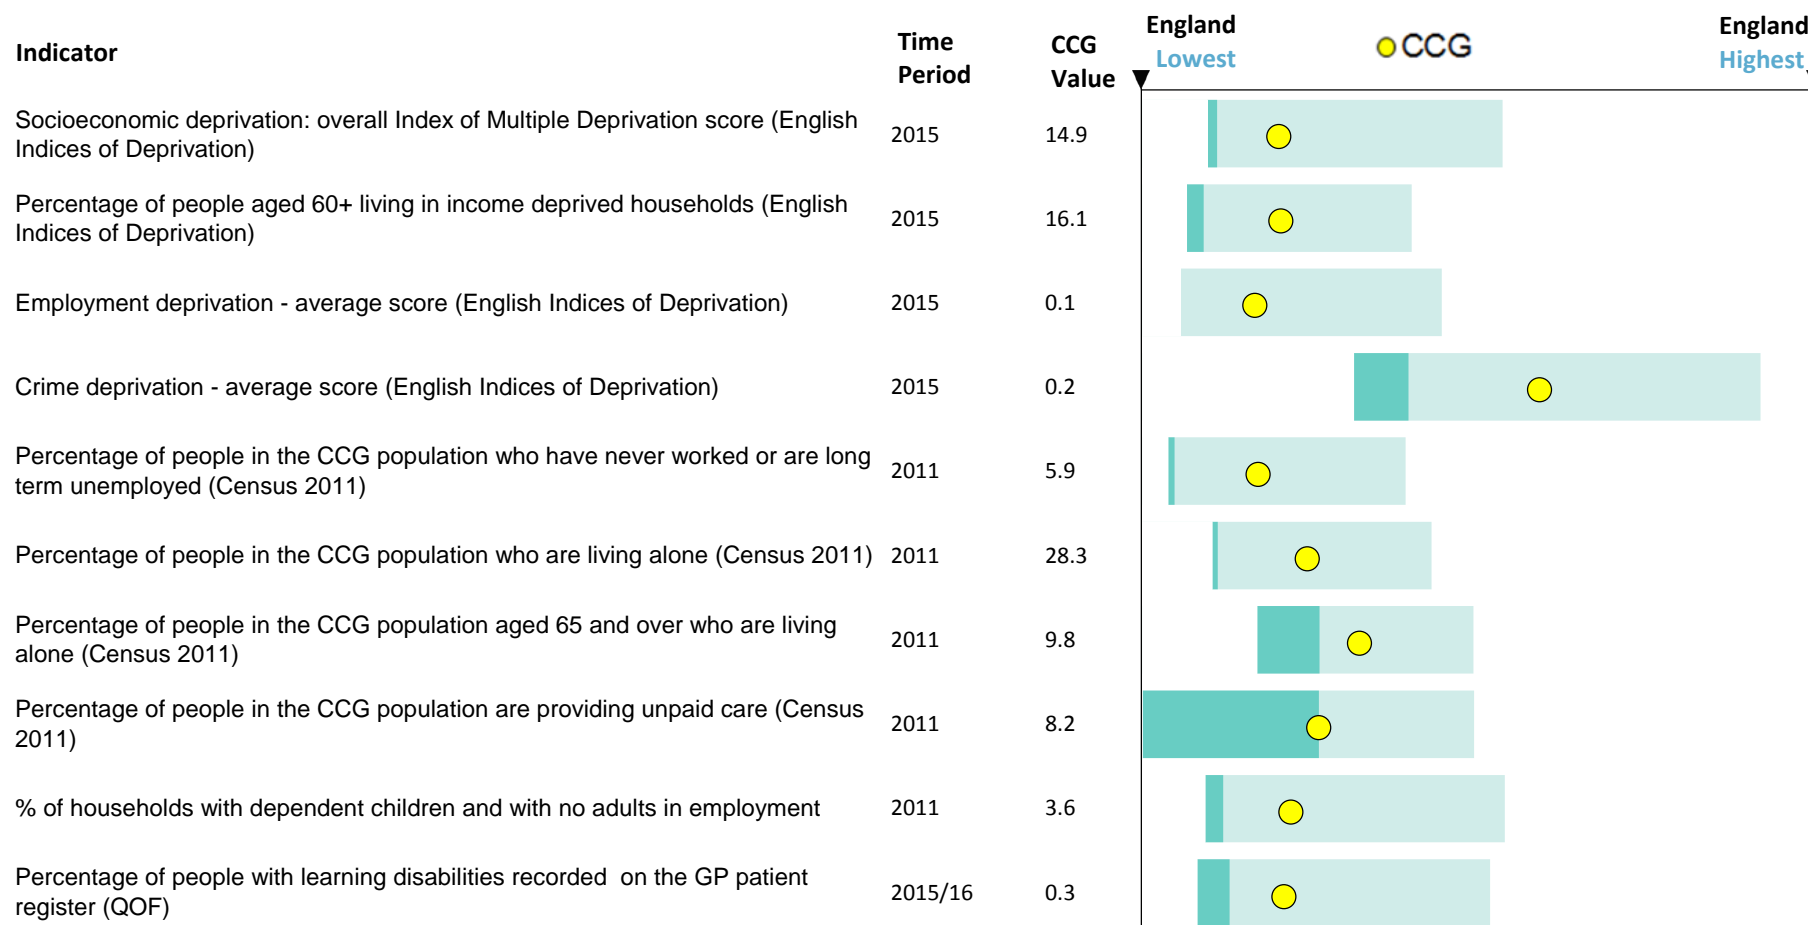 Indicator
Time
Period
CCG
Value
England
Lowest
CCG
England
Highest
Socioeconomic deprivation: overall Index of Multiple Deprivation score (English
Indices of Deprivation)
2015
14.9
Percentage of people aged 60+ living in income deprived households (English
Indices of Deprivation)
2015
16.1
Employment deprivation - average score (English Indices of Deprivation)
2015
0.1
Crime deprivation - average score (English Indices of Deprivation)
2015
0.2
Percentage of people in the CCG population who have never worked or are long
term unemployed (Census 2011)
2011
5.9
Percentage of people in the CCG population who are living alone (Census 2011)
2011
28.3
Percentage of people in the CCG population aged 65 and over who are living
alone (Census 2011)
2011
9.8
Percentage of people in the CCG population are providing unpaid care (Census
2011)
2011
8.2
% of households with dependent children and with no adults in employment
2011
3.6
Percentage of people with learning disabilities recorded  on the GP patient
register (QOF)
2015/16
0.3